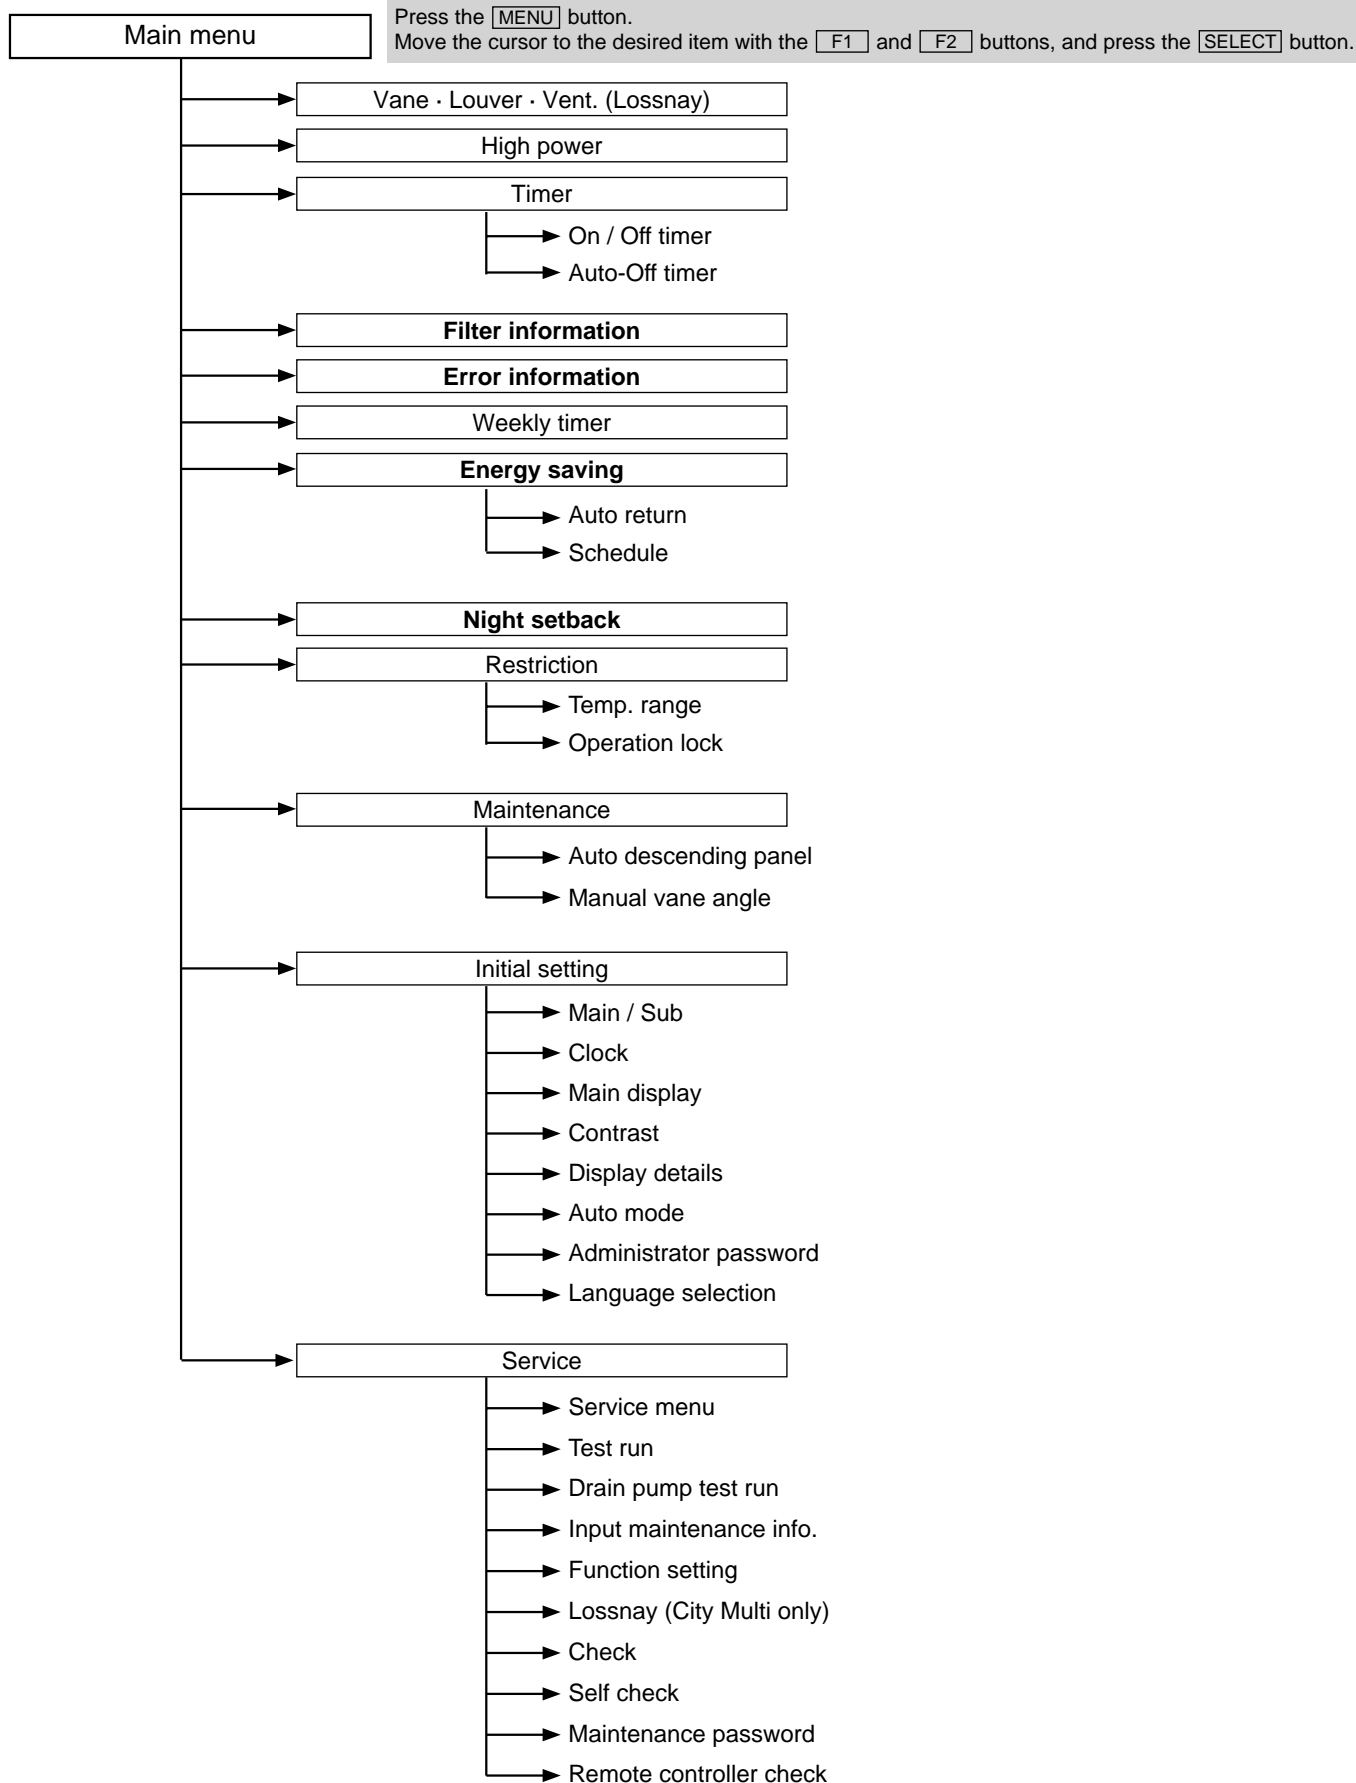 Main menu
Press the MENU button.
Move the cursor to the desired item with the F1 and F2 buttons, and press the SELECT button.
Vane · Louver · Vent. (Lossnay)
High power
Timer
On / Off timer
Auto-Off timer
Filter information
Error information
Weekly timer
Energy saving
Auto return
Schedule
Night setback
Restriction
Temp. range
Operation lock
Maintenance
Auto descending panel
Manual vane angle
Initial setting
Main / Sub
Clock
Main display
Contrast
Display details
Auto mode
Administrator password
Language selection
Service
Service menu
Test run
Drain pump test run
Input maintenance info.
Function setting
Lossnay (City Multi only)
Check
Self check
Maintenance password
Remote controller check